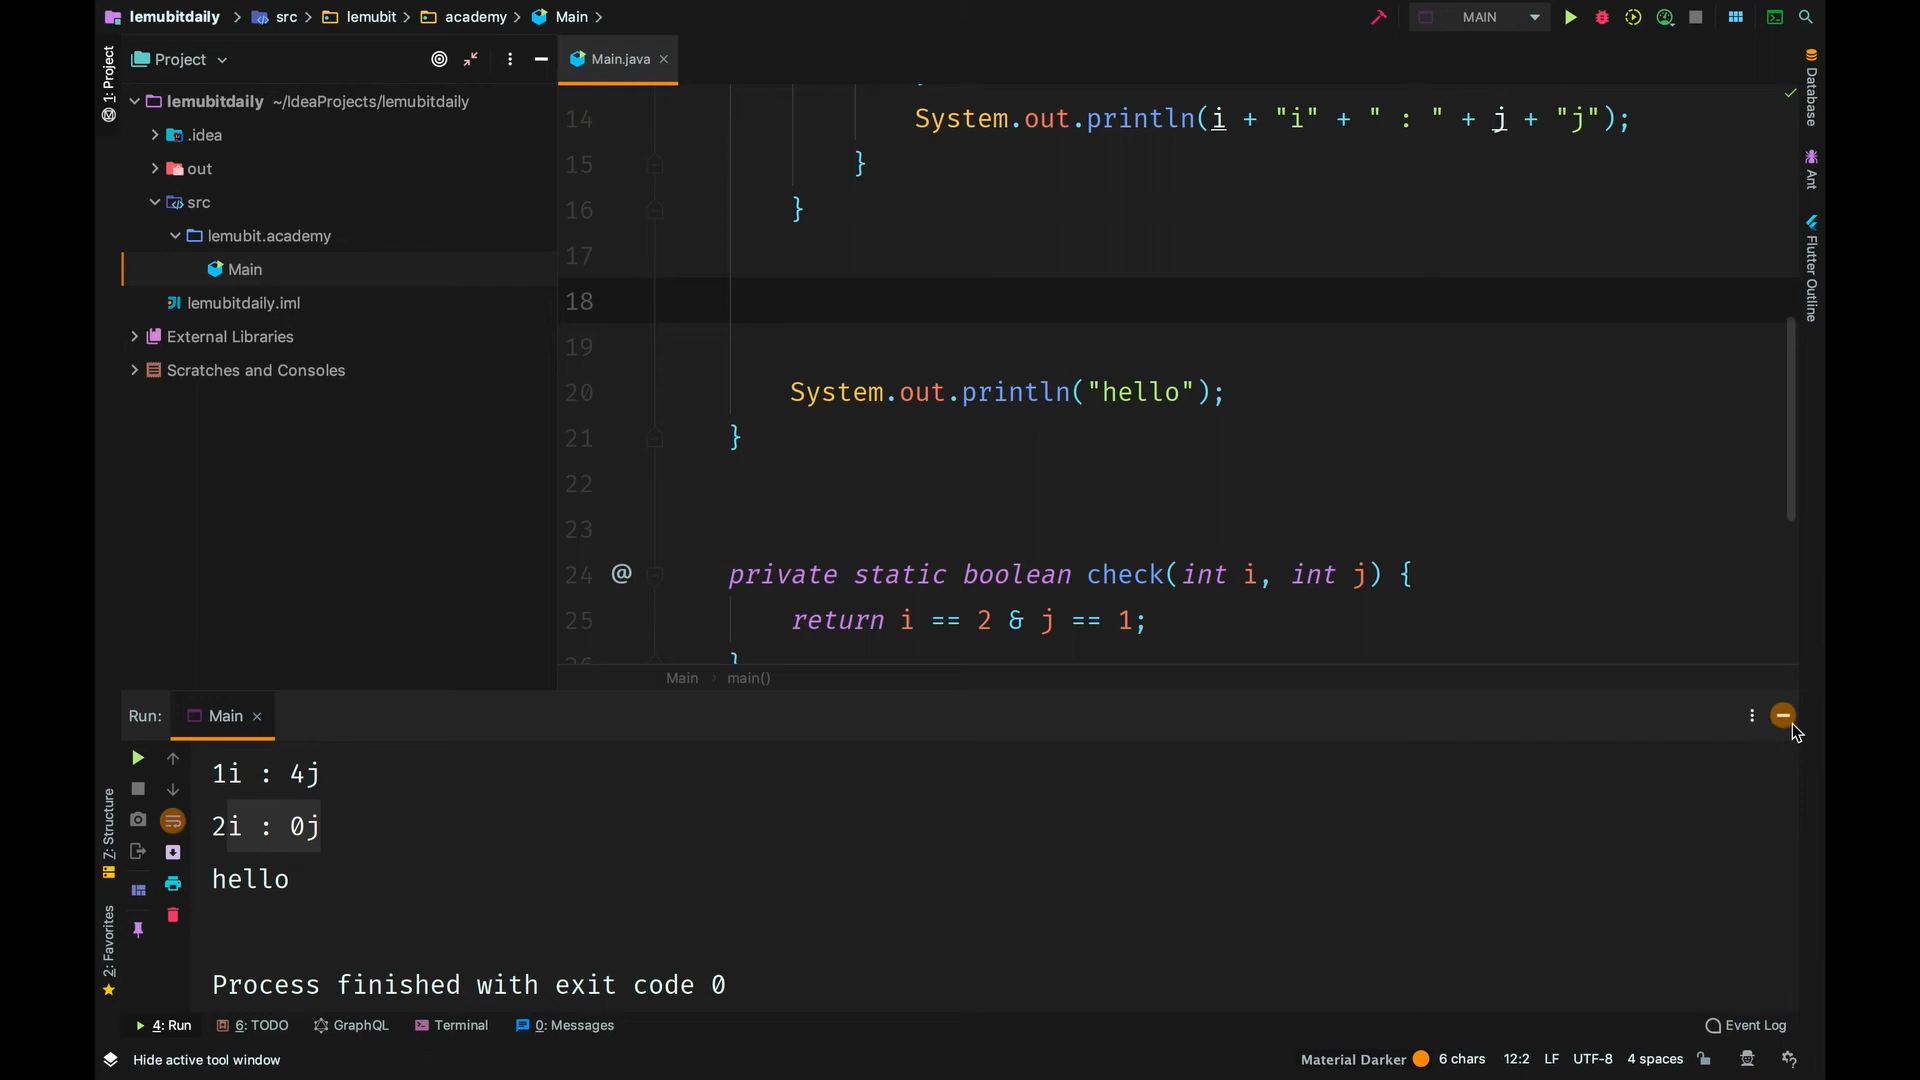 lemubitdaily src lemubit academy Main
MAIN
1: Project
Project
Main.java
lemubitdaily ~/IdeaProjects/lemubitdaily
.idea
out
src
lemubit.academy
Main
lemubitdaily.iml
External Libraries
Scratches and Consoles
14 System.out.println(i + "i" + " : " + j + "j");
15 }
16 }
17
18
19
20 System.out.println("hello");
21 }
22
23
24 @ private static boolean check(int i, int j) {
25 return i == 2 & j == 1;
26 }
Main main()
Database
Ant
Flutter Outline
Run: Main
1i : 4j
2i : 0j
hello
Process finished with exit code 0
Z: Structure
2: Favorites
4: Run 6: TODO GraphQL Terminal 0: Messages Event Log
Hide active tool window Material Darker 6 chars 12:2 LF UTF-8 4 spaces